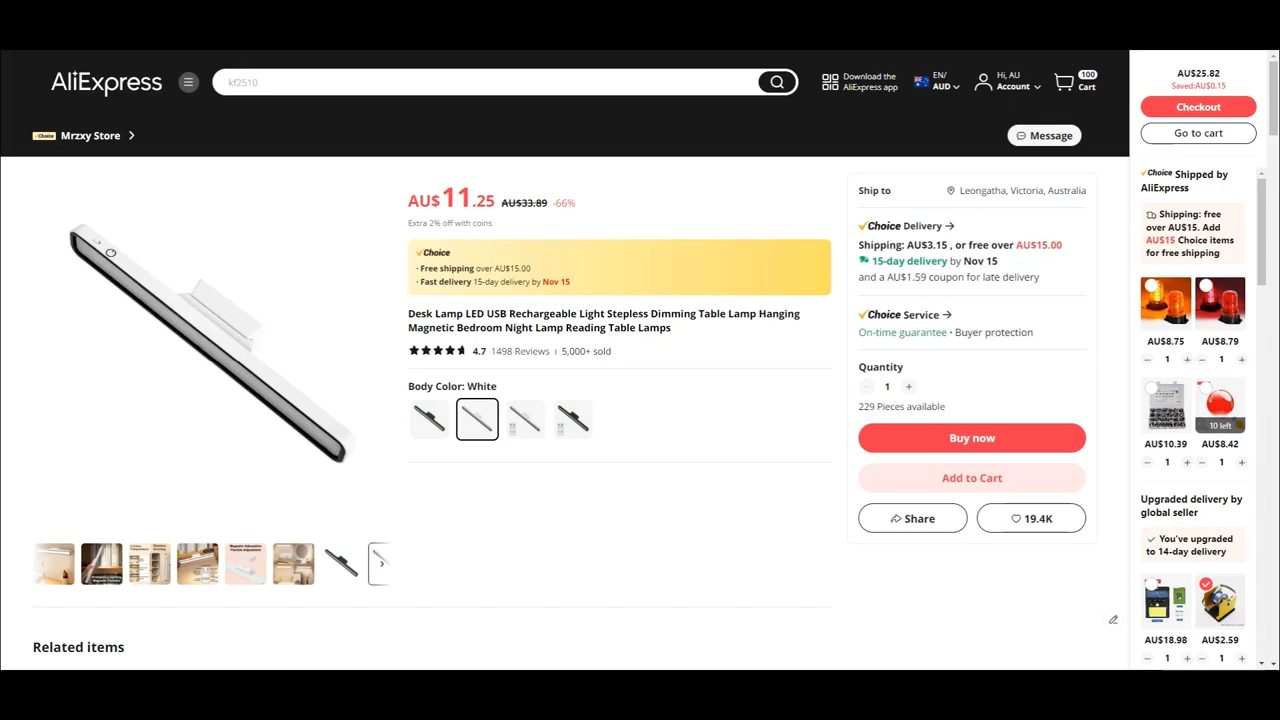 AliExpress
kf2510
Download the
AliExpress app
EN/
AUD
Hi, AU
Account
100
Cart
Choice Mrzxy Store
Message
AU$11.25 AU$33.89 -66%
Extra 2% off with coins
Choice
· Free shipping over AU$15.00
· Fast delivery 15-day delivery by Nov 15
Desk Lamp LED USB Rechargeable Light Stepless Dimming Table Lamp Hanging
Magnetic Bedroom Night Lamp Reading Table Lamps
4.7 1498 Reviews 5,000+ sold
Body Color: White
Related items
Ship to Leongatha, Victoria, Australia
Choice Delivery
Shipping: AU$3.15 , or free over AU$15.00
15-day delivery by Nov 15
and a AU$1.59 coupon for late delivery
Choice Service
On-time guarantee · Buyer protection
Quantity
1
229 Pieces available
Buy now
Add to Cart
Share
19.4K
AU$25.82
Saved:AU$0.15
Checkout
Go to cart
Choice Shipped by
AliExpress
Shipping: free
over AU$15. Add
AU$15 Choice items
for free shipping
AU$8.75 AU$8.79
1 1
10 left
AU$10.39 AU$8.42
1 1
Upgraded delivery by
global seller
You've upgraded
to 14-day delivery
AU$18.98 AU$2.59
1 1